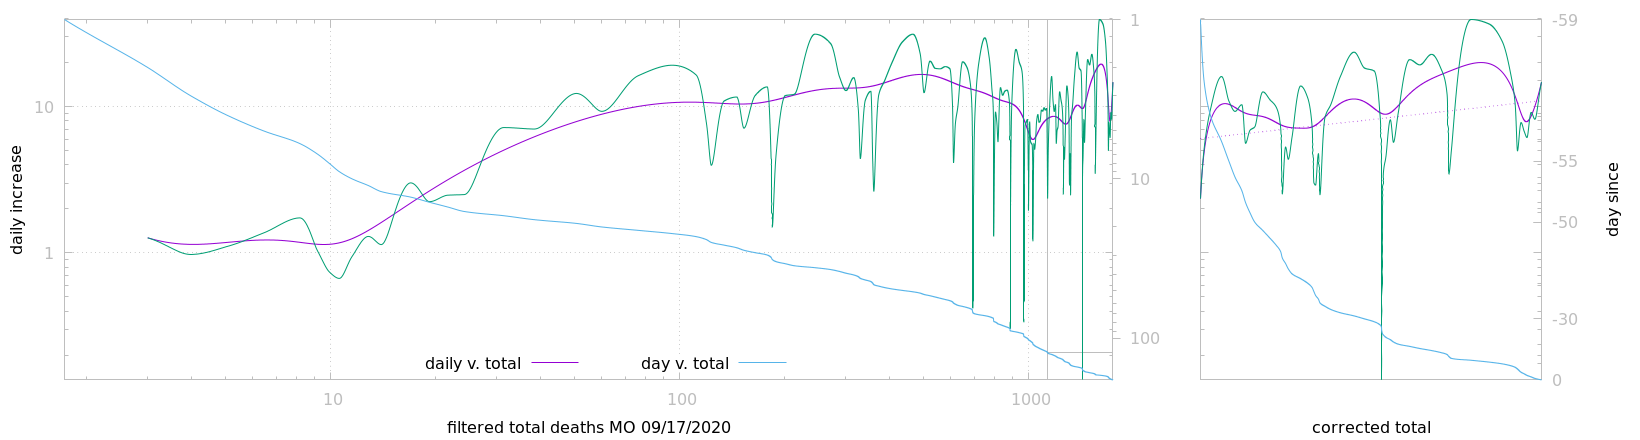 daily increase
10
1
1
10
100
daily v. total
day v. total
10
100
1000
filtered total deaths MO 09/17/2020
-59
-55
-50
-30
0
day since
corrected total